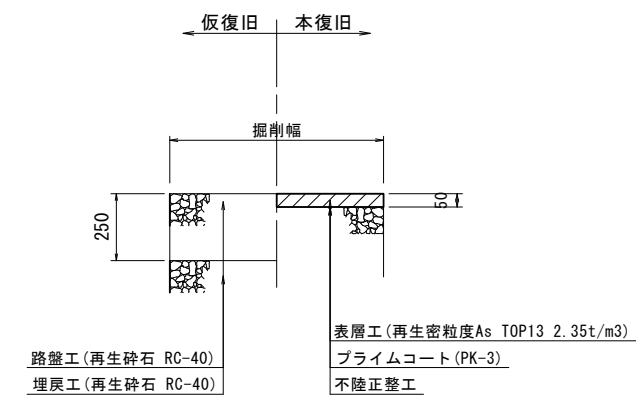 仮復旧 本復旧
掘削幅
50
250
表層工(再生密粒度As TOP13 2.35t/m3)
路盤工(再生砕石 RC-40)
プライムコート(PK-3)
埋戻工(再生砕石 RC-40)
不陸正整工